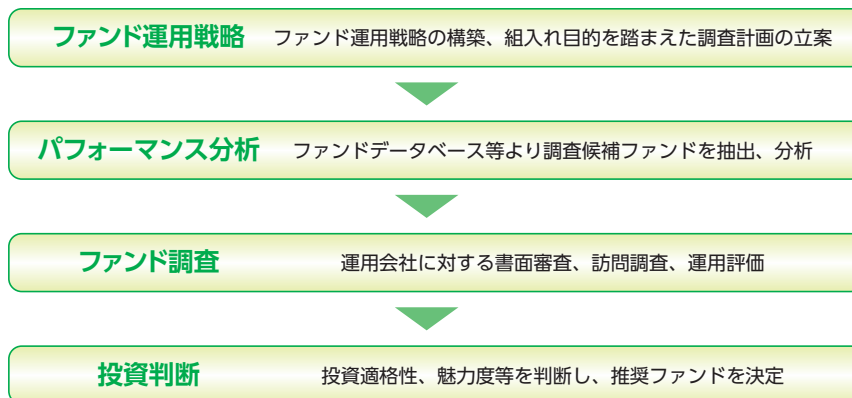 ファンド運用戦略 ファンド運用戦略の構築、組入れ目的を踏まえた調査計画の立案
パフォーマンス分析 ファンドデータベース等より調査候補ファンドを抽出、分析
ファンド調査 運用会社に対する書面審査、訪問調査、運用評価
投資判断 投資適格性、魅力度等を判断し、推奨ファンドを決定